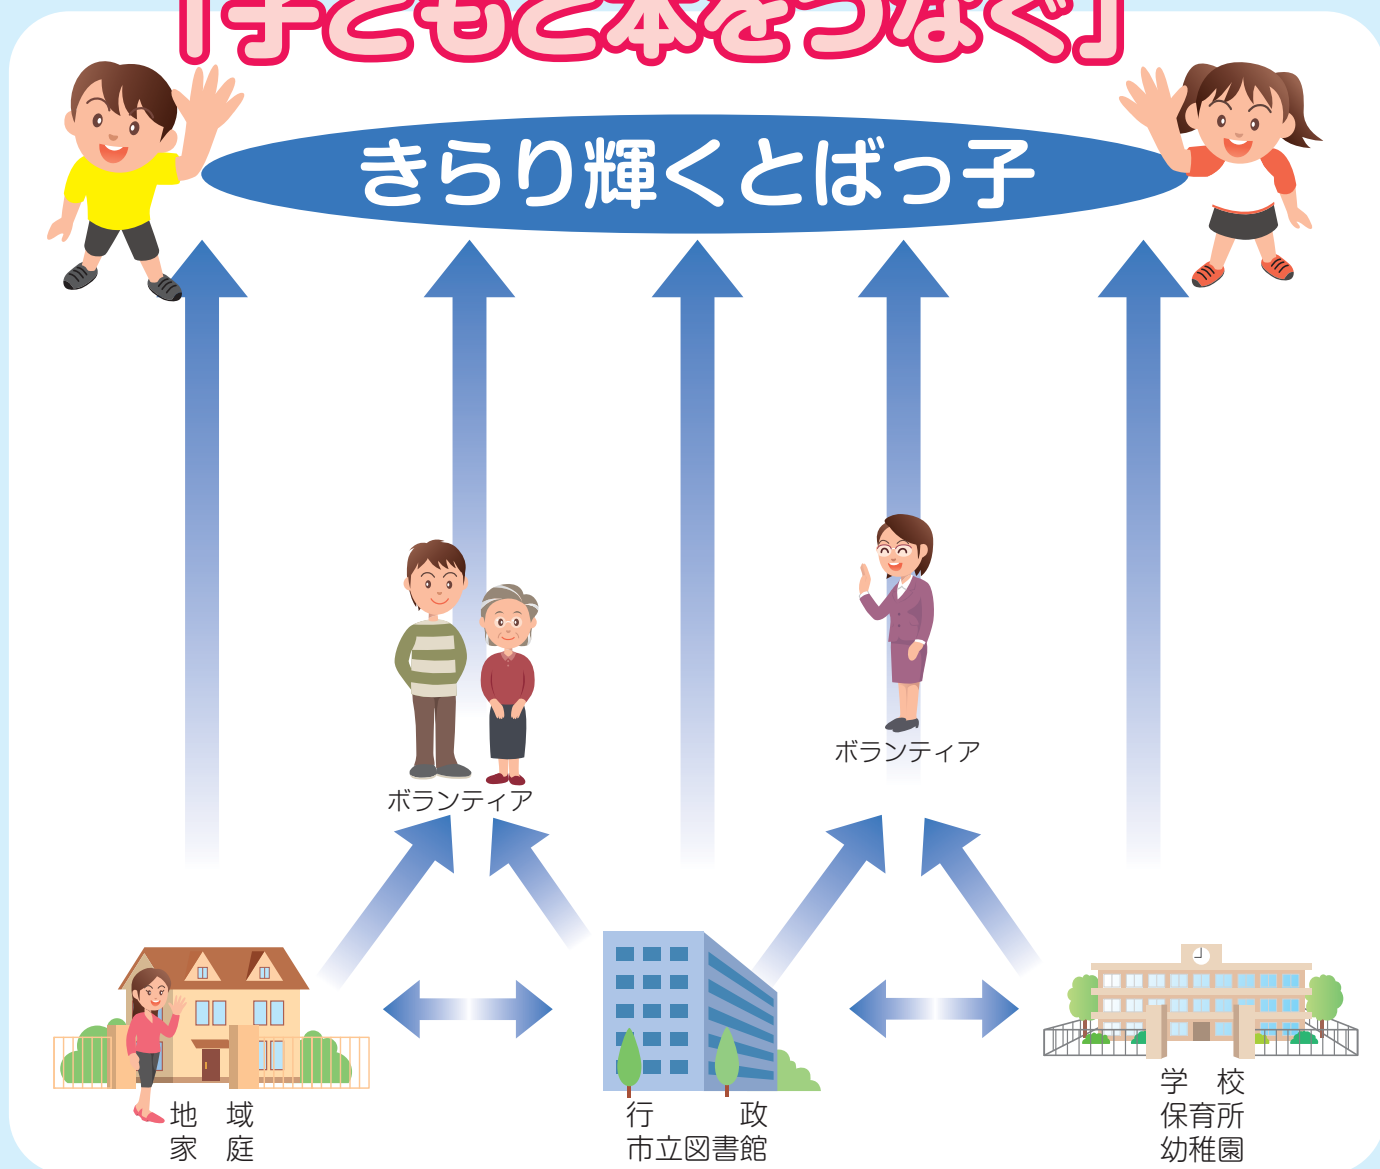 「子どもと本をつなぐ」
きらり輝くとばっ子
ボランティア
ボランティア
地　域
家　庭
行　　　政
市立図書館
学　校
保育所
幼稚園